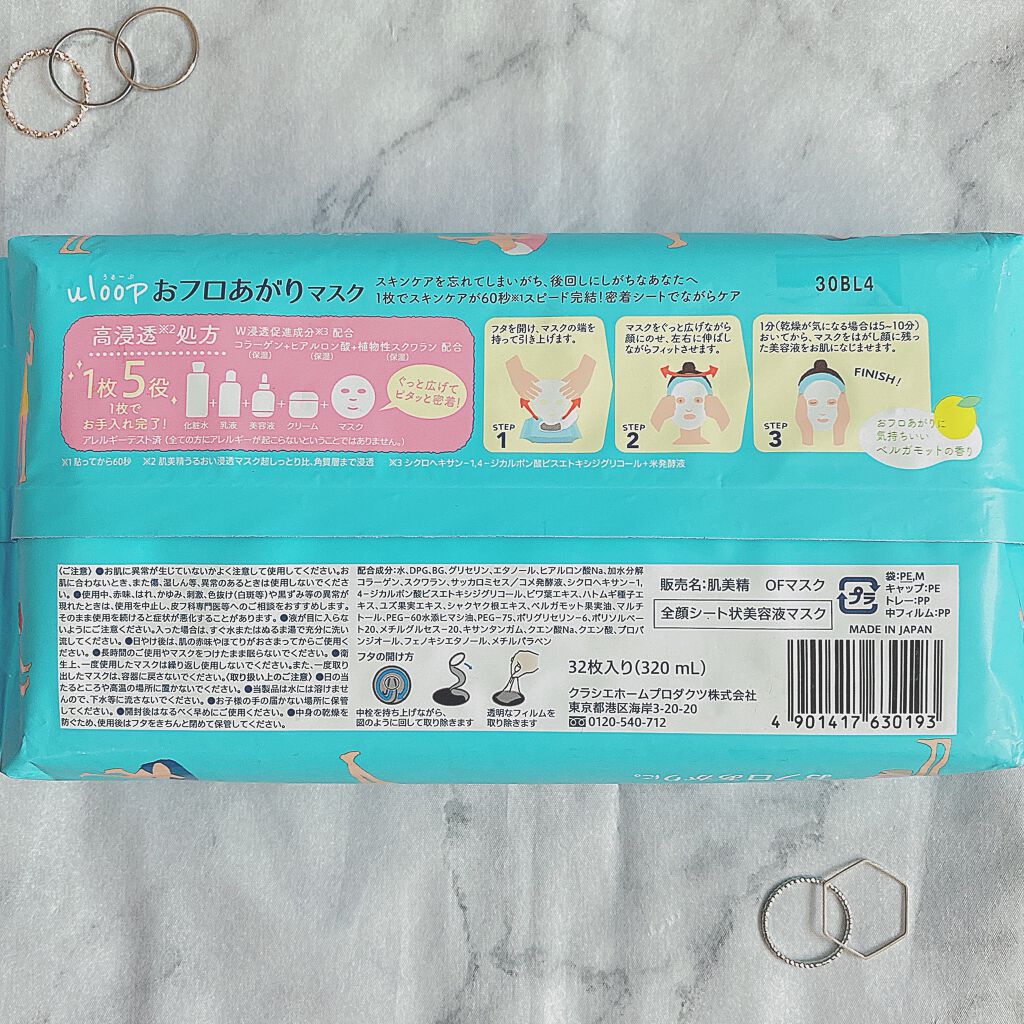 うるーぷ
uloop おフロあがりマスク
スキンケアを忘れてしまいがち、後回しにしがちなあなたへ
1枚でスキンケアが60秒※1スピード完結!密着シートでながらケア
30BL4
高浸透※2処方
W浸透促進成分※3 配合
コラーゲン+ヒアルロン酸+植物性スクワラン 配合
(保湿) (保湿) (保湿)
1枚5役
1枚で
お手入れ完了!
化粧水 乳液 美容液 クリーム マスク
ぐっと広げて
ピタッと密着!
アレルギーテスト済(全ての方にアレルギーが起こらないということではありません。)
フタを開け、マスクの端を
持って引き上げます。
STEP
1
マスクをぐっと広げながら
顔にのせ、左右に伸ばし
ながらフィットさせます。
STEP
2
1分(乾燥が気になる場合は5~10分)
おいてから、マスクをはがし顔に残っ
た美容液をお肌になじませます。
FINISH!
STEP
3
おフロあがりに
気持ちいい
ベルガモットの香り
※1 貼ってから60秒 ※2 肌美精うるおい浸透マスク超しっとり比、角質層まで浸透 ※3 シクロヘキサン-1,4-ジカルボン酸ビスエトキシジグリコール+米発酵液
〈ご注意〉●お肌に異常が生じていないかよく注意して使用してください。お
肌に合わないとき、また傷、湿しん等、異常のあるときは使用しないでくださ
い。●使用中、赤味、はれ、かゆみ、刺激、色抜け(白斑等)や黒ずみ等の異常が
現れたときは、使用を中止し、皮フ科専門医等へのご相談をおすすめします。
そのまま使用を続けると症状が悪化することがあります。●液が目に入らな
いようにご注意ください。入った場合は、すぐ水またはぬるま湯で充分に洗い
流してください。●日やけ後は、肌の赤味やほてりがおさまってからご使用く
ださい。●長時間のご使用やマスクをつけたまま眠らないでください。●衛
生上、一度使用したマスクは繰り返し使用しないでください。また、一度取り出
したマスクは、容器に戻さないでください。〈取り扱い上のご注意〉●日の当
たるところや高温の場所に置かないでください。●当製品は水には溶けませ
んので、下水等に流さないでください。●お子様の手の届かない場所に保管
してください。●開封後はなるべく早めにご使用ください。●中身の乾燥を
防ぐため、使用後はフタをきちんと閉めて保管してください。
配合成分:水、DPG、BG、グリセリン、エタノール、ヒアルロン酸Na、加水分解
コラーゲン、スクワラン、サッカロミセス/コメ発酵液、シクロヘキサン-1,
4-ジカルボン酸ビスエトキシジグリコール、ビワ葉エキス、ハトムギ種子エ
キス、ユズ果実エキス、シャクヤク根エキス、ベルガモット果実油、マルチ
トール、PEG-60水添ヒマシ油、PEG-75、ポリグリセリン-6、ポリソルベ
ート20、メチルグルセス-20、キサンタンガム、クエン酸Na、クエン酸、プロパ
ンジオール、フェノキシエタノール、メチルパラベン
フタの開け方
中栓を持ち上げながら、
図のように回して取り除きます
透明なフィルムを
取り除きます
販売名:肌美精 OFマスク
全顔シート状美容液マスク
プラ
袋:PE,M
キャップ:PE
トレー:PP
中フィルム:PP
MADE IN JAPAN
32枚入り(320 mL)
クラシエホームプロダクツ株式会社
東京都港区海岸3-20-20
0120-540-712
4 901417 630193